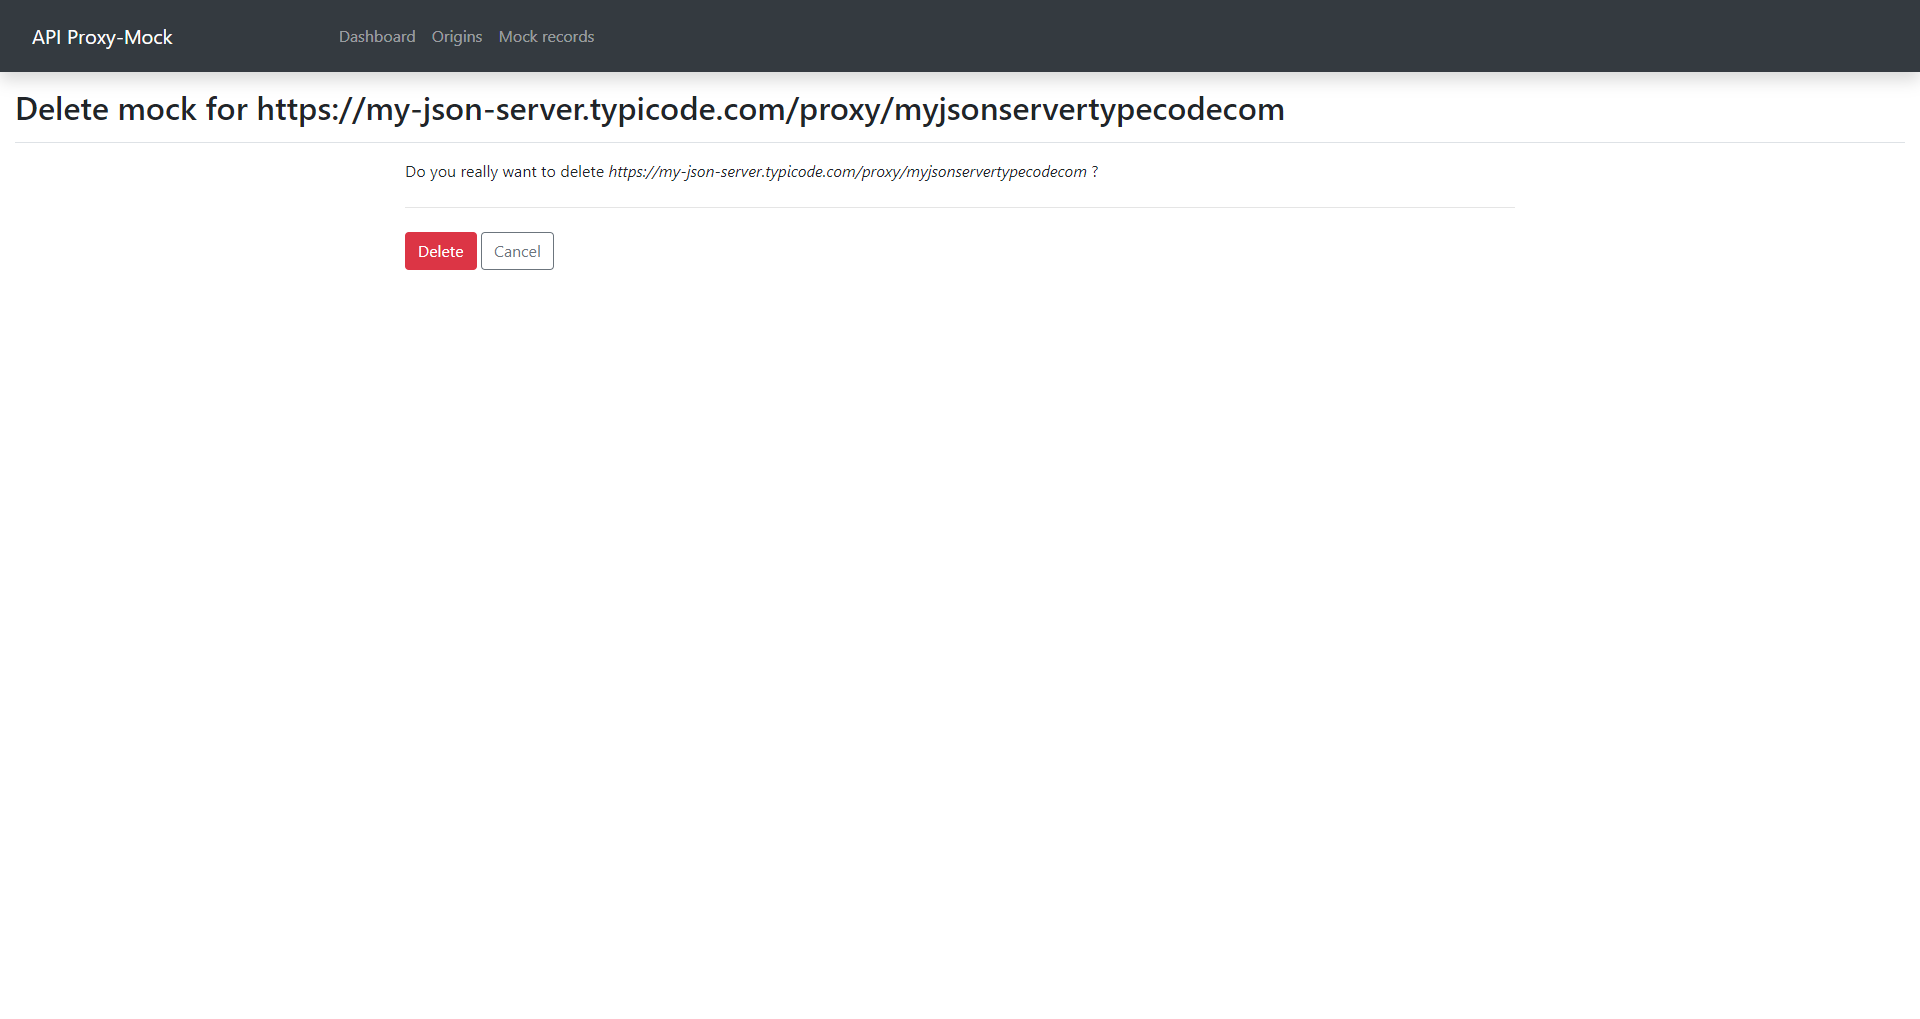 API Proxy-Mock Dashboard Origins Mock records
Delete mock for https://my-json-server.typicode.com/proxy/myjsonservertypecodecom
Do you really want to delete https://my-json-server.typicode.com/proxy/myjsonservertypecodecom ?
Delete Cancel